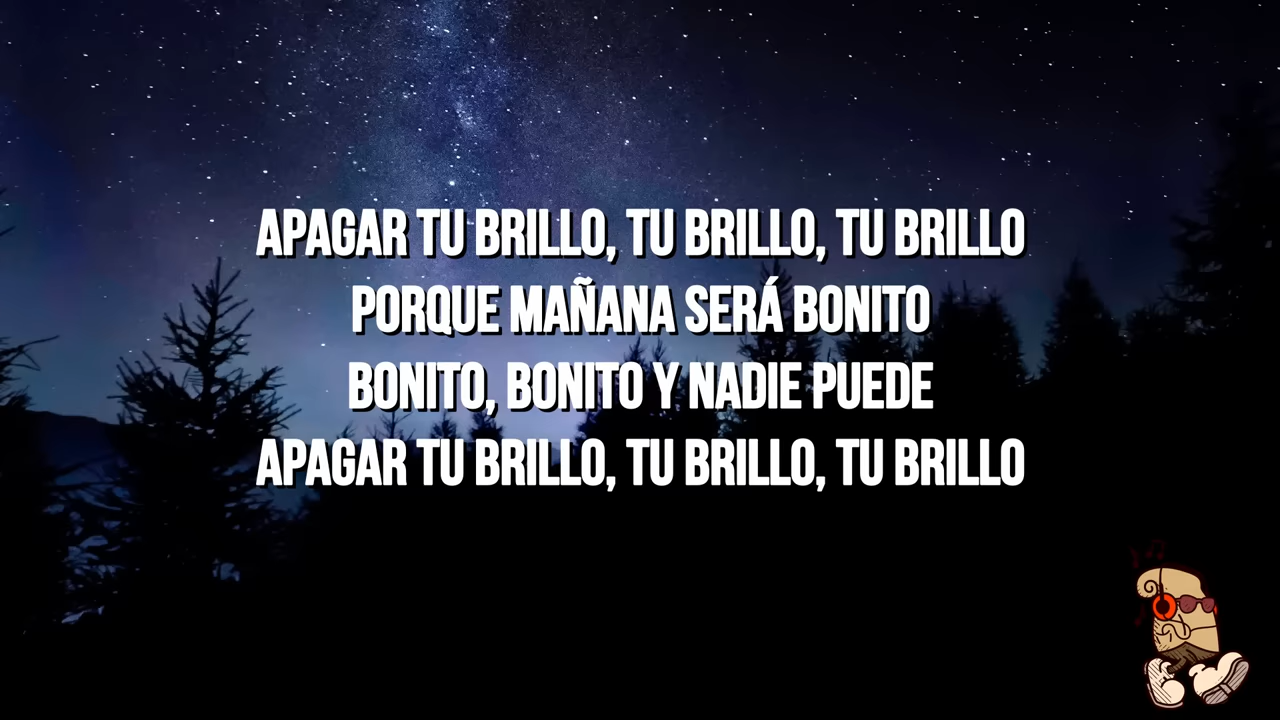 APAGAR TU BRILLO, TU BRILLO, TU BRILLO
PORQUE MAÑANA SERÁ BONITO
BONITO, BONITO Y NADIE PUEDE
APAGAR TU BRILLO, TU BRILLO, TU BRILLO